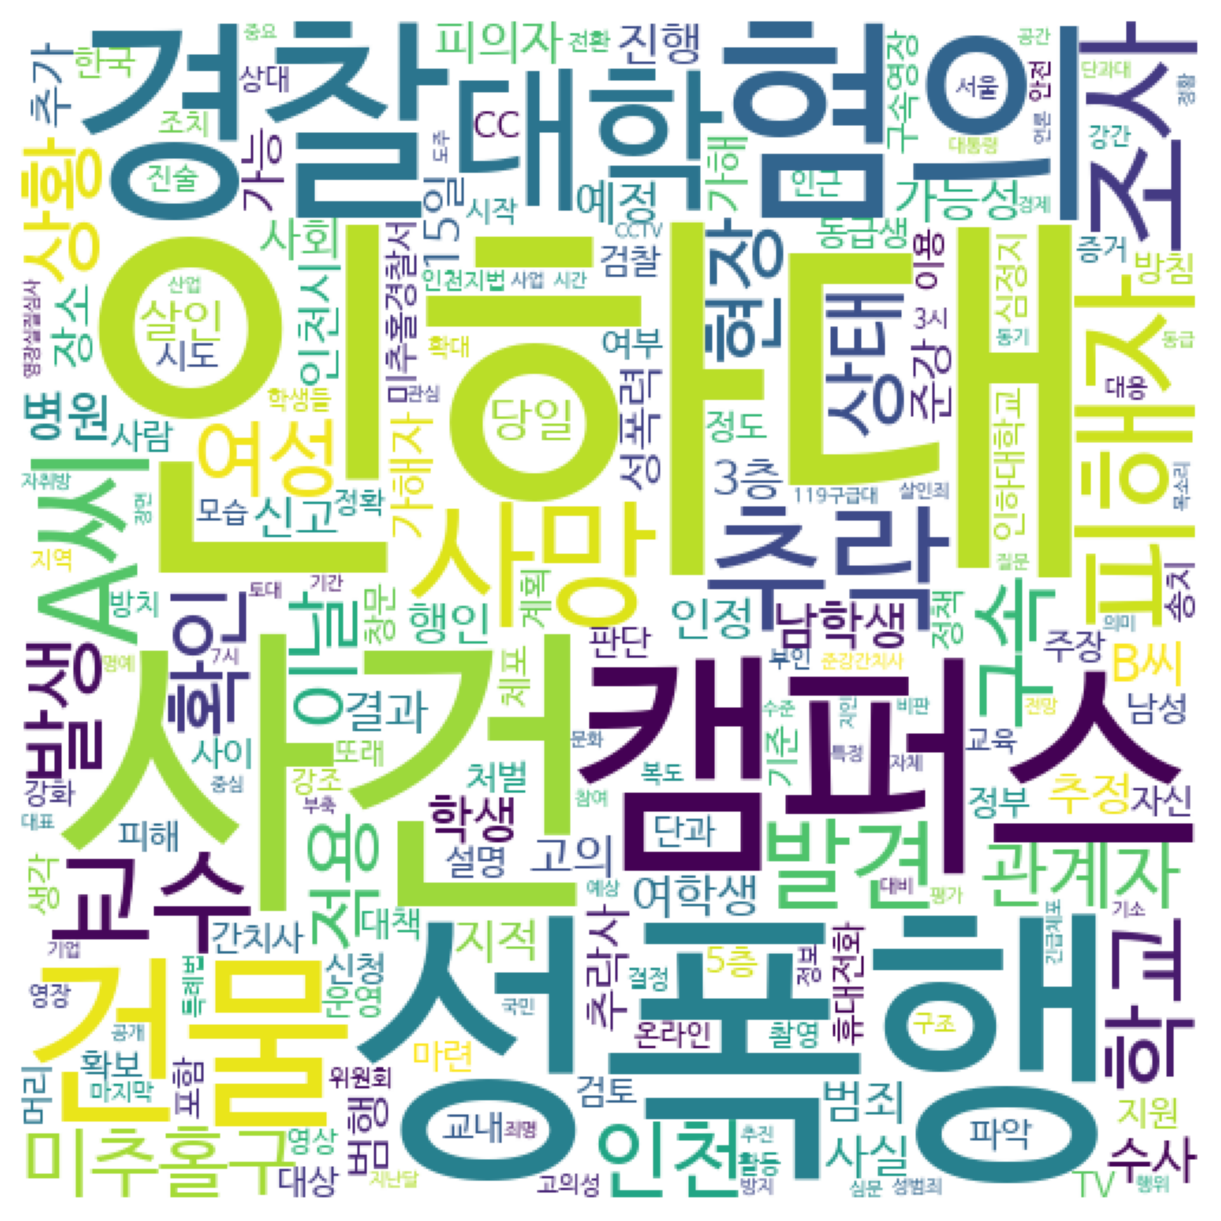 경찰
대학
혐의
조사
인하대
사건
캠퍼스
성폭행
사망
추락
피해자
건물
교수
학교
발견
A씨
여성
현장
상태
구속
확인
이날
발생
적용
상황
미추홀구
인천
관계자
병원
추가
한국
중요
상대
조치
진술
가능
피의자
전환
진행
CC
도주
15일
시작
예정
CCTV
가해
인근
구속영장
서울
공간
안전
언론
대통령
단과대
경황
강간
가능성
경제
동급생
증거
방침
이용
심정지
동기
동급
대응
3시
준강
인하대학교
목소리
송치
질문
살인죄
119구급대
3층
정도
여부
성폭력
검찰
사업
시간
인천지법
미추홀경찰서
확대
관심
사회
인천시
산업
살인
시도
장소
영장실질심사
학생들
당일
가해자
사람
자취방
장면
모습
신고
정확
지역
방치
기간
토대
창문
계획
행인
인정
판단
남학생
부인
준강간치사
정책
주장
의미
B씨
남성
전망
명예
7시
체포
결과
사이
중심
또래
강조
강화
대표
부축
피해
문화
처벌
복도
참여
수준
기준
자인
특정
비판
자체
교육
정부
추정
자신
학생
설명
고의
단과
여학생
대비
평가
기소
긴급체포
생각
기업
간치사
대책
지적
예상
추락사
5층
결정
정보
휴대전화
영장
특례법
신청
국민
온라인
촬영
구조
공개
확보
마지막
포함
머리
마련
위원회
검토
범죄
파악
지원
수사
교내
죄명
영상
대상
범행
지난달
고의성
추진
활동
방지
사실
심문
성범죄
TV
행위